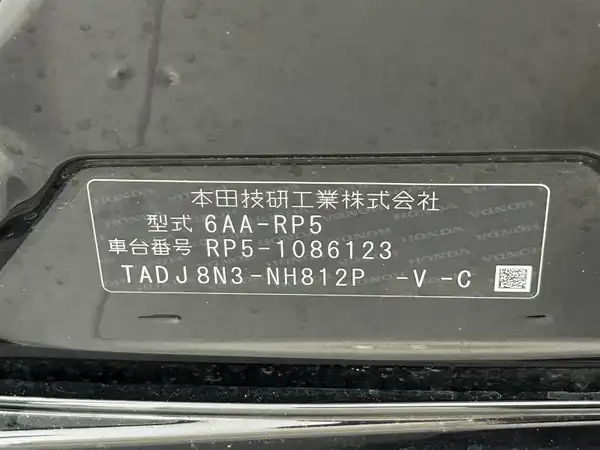 本田技研工業株式会社
型式 6AA-RP5
車台番号 RP5-1086123
TADJ8N3-NH812P -V -C